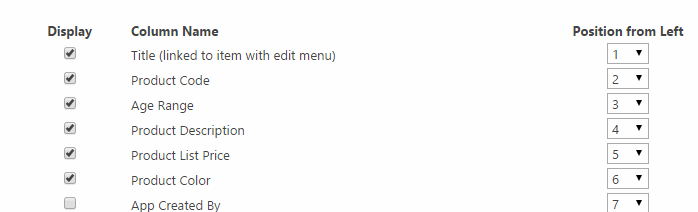 Display Column Name Position from Left
Title (linked to item with edit menu) 1
Product Code 2
Age Range 3
Product Description 4
Product List Price 5
Product Color 6
App Created By 7